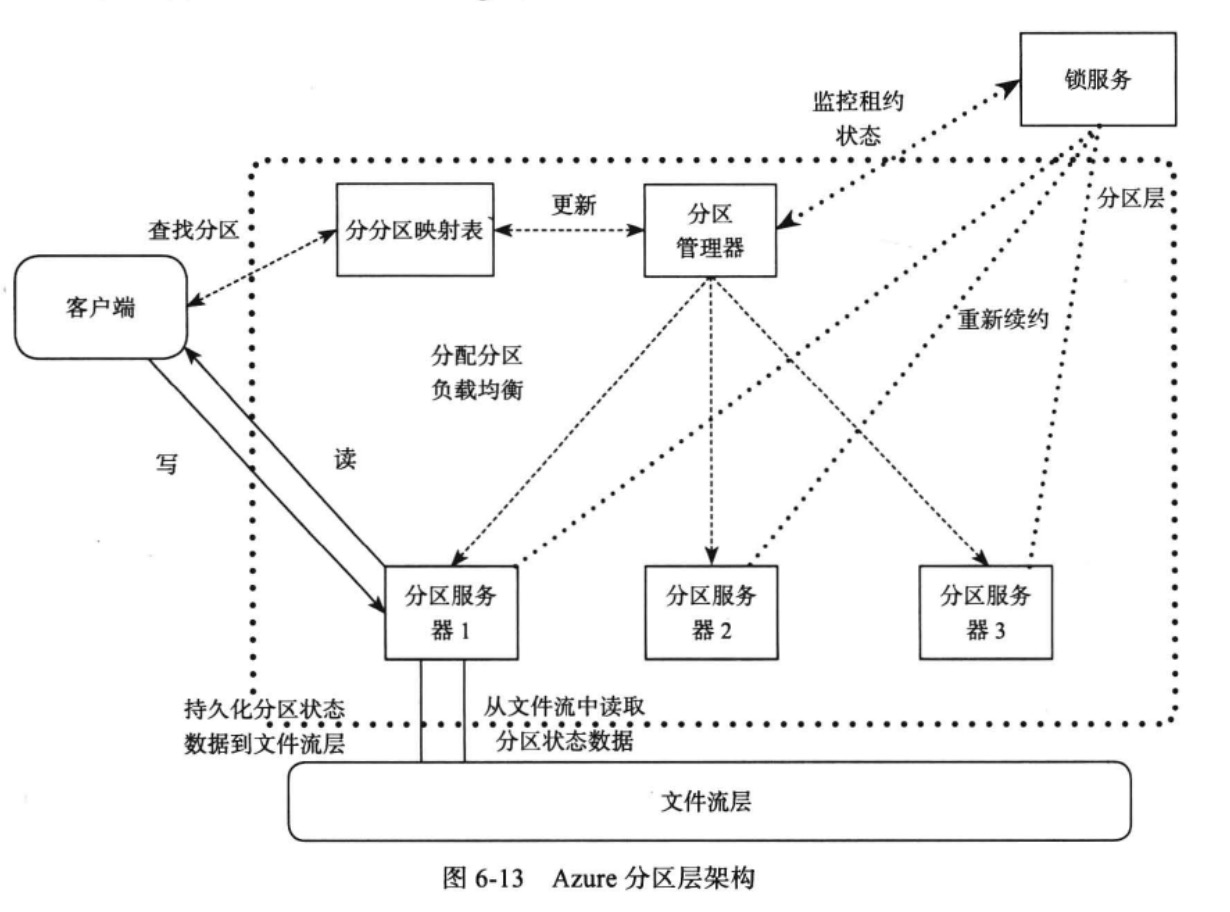 锁服务
监控租约
状态
分区层
查找分区
分分区映射表
更新
分区
管理器
客户端
重新续约
分配分区
负载均衡
写
读
分区服务
器 1
分区服务
器 2
分区服务
器 3
持久化分区状态
数据到文件流层
从文件流中读取
分区状态数据
文件流层
图 6-13 Azure 分区层架构